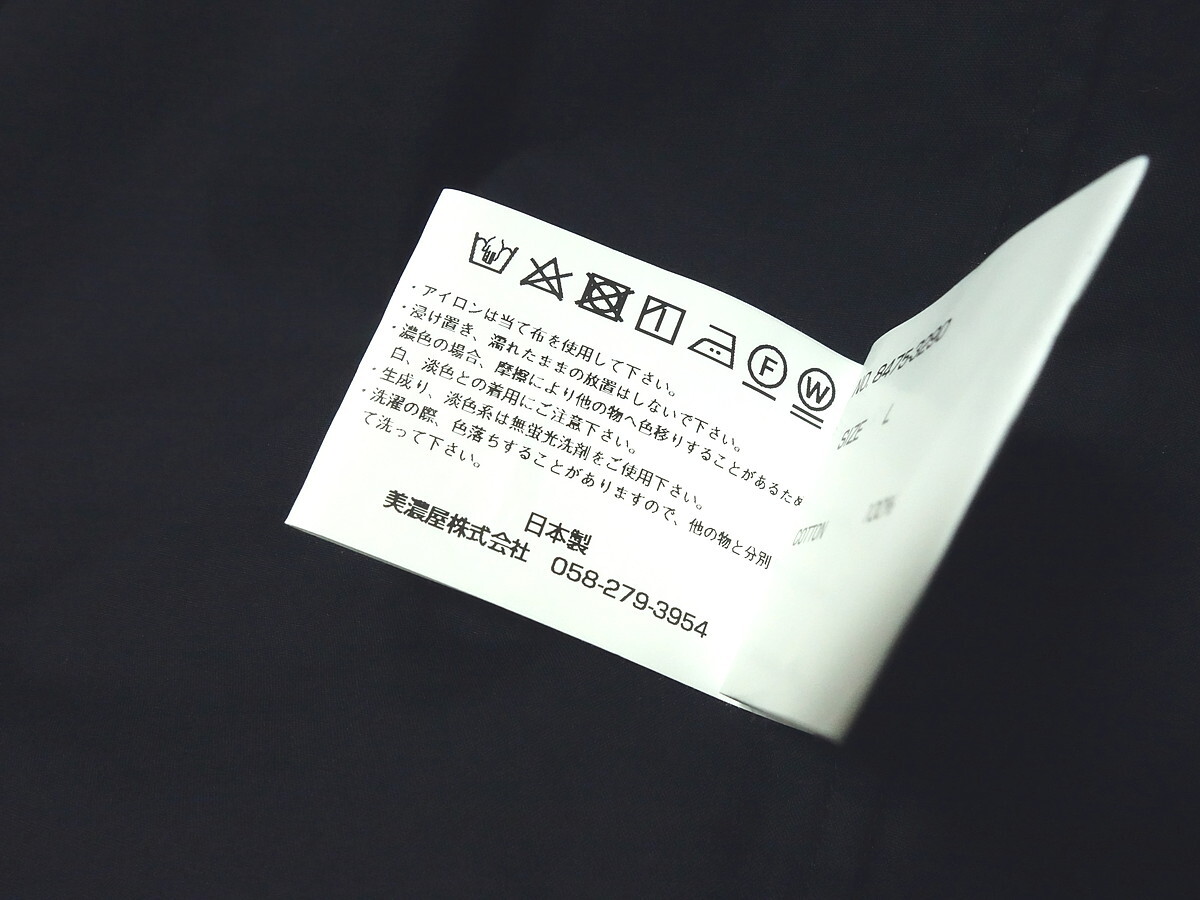 ・アイロンは当て布を使用して下さい。
・浸け置き、濡れたままの放置はしないで下さい。
・濃色の場合、摩擦により他の物へ色移りすることがあるため
白、淡色との着用にご注意下さい。
・生成り、淡色系は無蛍光洗剤をご使用下さい。
・洗濯の際、色落ちすることがありますので、他の物と分別
て洗って下さい。
日本製
美濃屋株式会社 058-279-3954
F
W
NO. 8475-3290
SIZE L
COTTON 100%